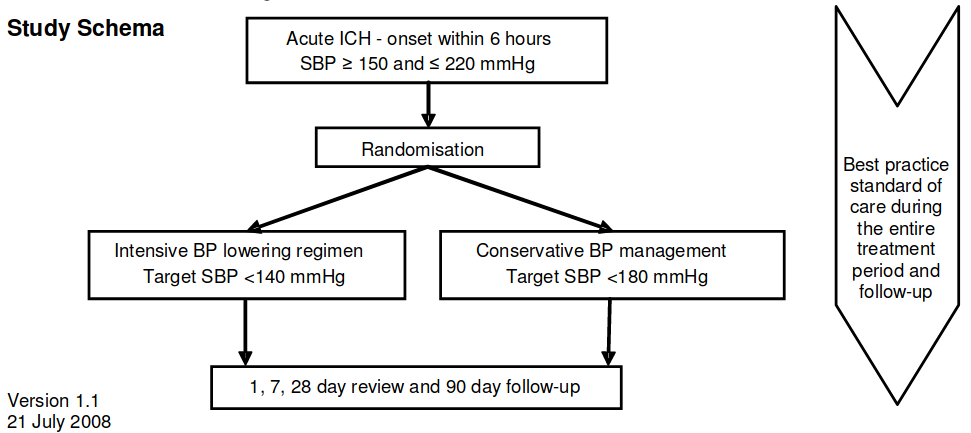 Study Schema
Acute ICH - onset within 6 hours
SBP ≥ 150 and ≤ 220 mmHg
Randomisation
Intensive BP lowering regimen
Target SBP <140 mmHg
Conservative BP management
Target SBP <180 mmHg
1, 7, 28 day review and 90 day follow-up
Best practice
standard of
care during
the entire
treatment
period and
follow-up
Version 1.1
21 July 2008